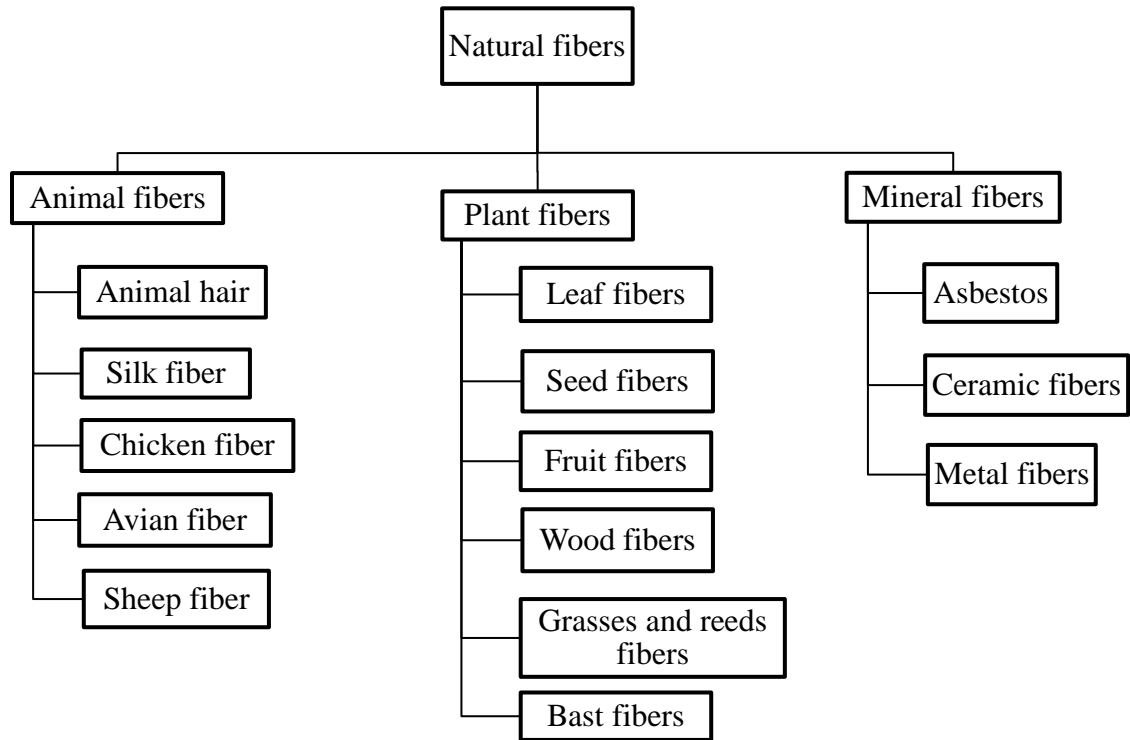 Natural fibers
Animal fibers
Animal hair
Silk fiber
Chicken fiber
Avian fiber
Sheep fiber
Plant fibers
Leaf fibers
Seed fibers
Fruit fibers
Wood fibers
Grasses and reeds
fibers
Bast fibers
Mineral fibers
Asbestos
Ceramic fibers
Metal fibers